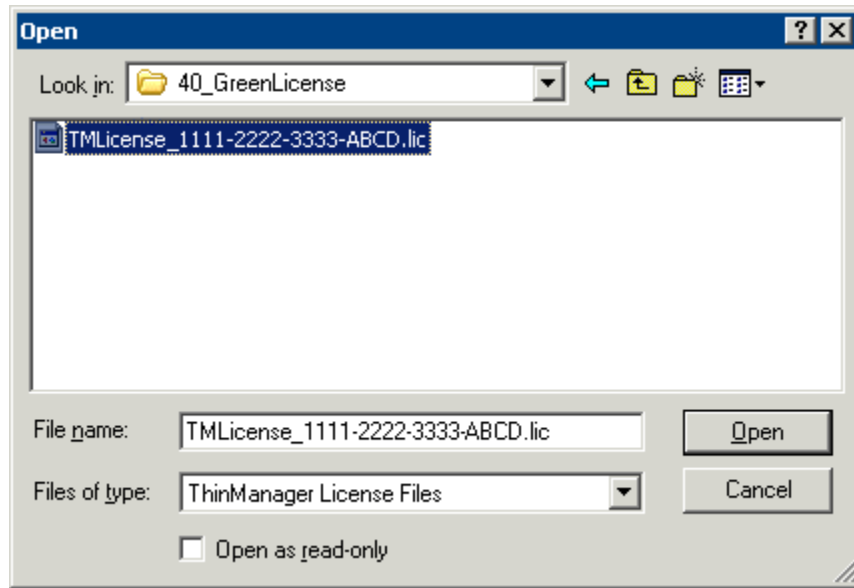 Open
Look in: 40_GreenLicense
TMLicense_1111-2222-3333-ABCD.lic
File name: TMLicense_1111-2222-3333-ABCD.lic Open
Files of type: ThinManager License Files Cancel
Open as read-only